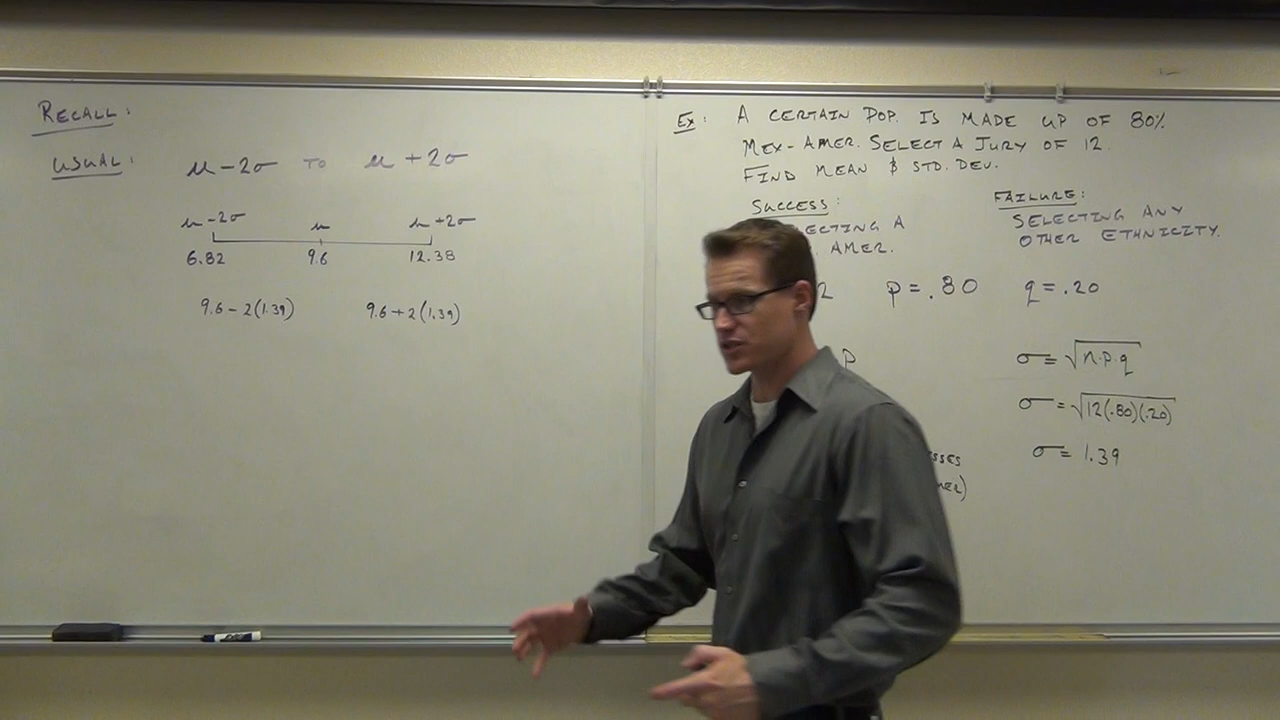 RECALL:
USUAL: μ-2σ TO μ+2σ
μ-2σ μ μ+2σ
6.82 9.6 12.38
9.6-2(1.39) 9.6+2(1.39)
Ex: A CERTAIN POP. IS MADE UP OF 80%
MEX-AMER. SELECT A JURY OF 12.
FIND MEAN & STD. DEV.
SUCCESS:
ECTING A
AMER.
FAILURE:
SELECTING ANY
OTHER ETHNICITY.
2 p=.80 q=.20
P
σ=√n.p.q
σ=√12(.80)(.20)
σ=1.39